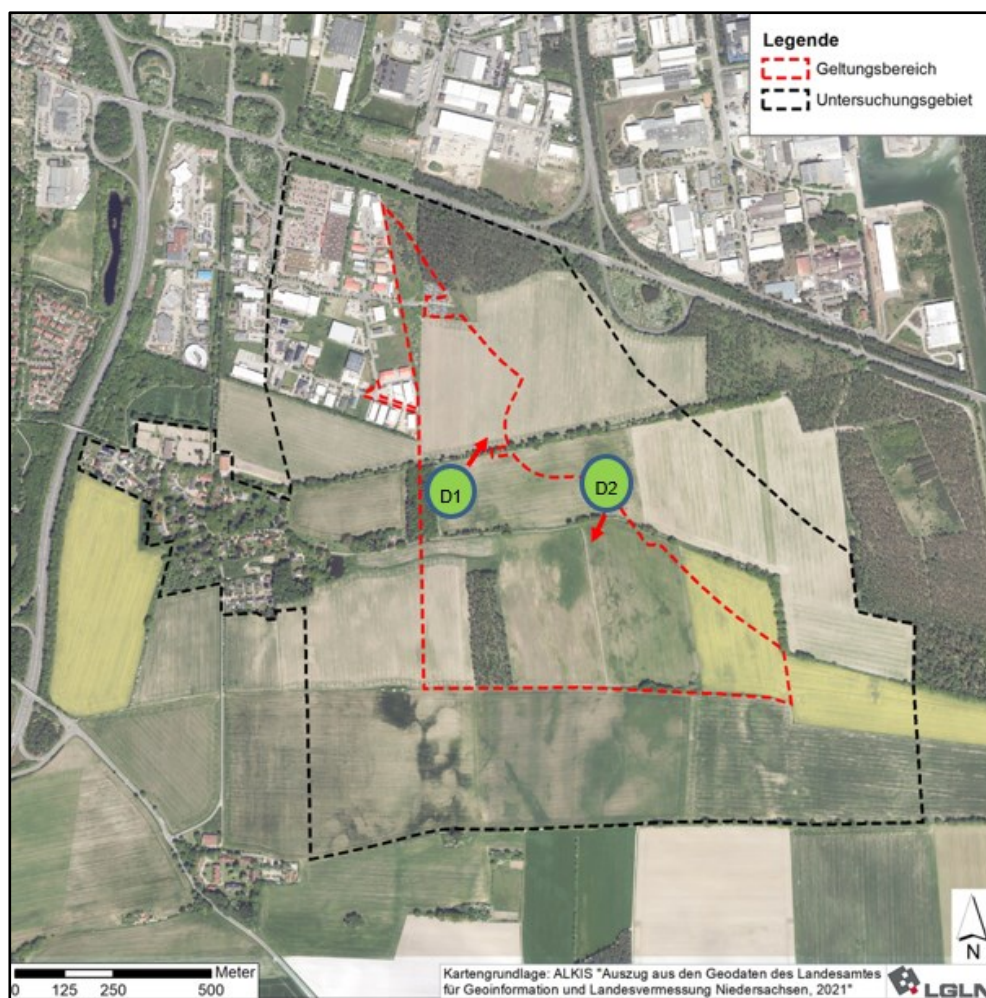 Legende
Geltungsbereich
Untersuchungsgebiet
D1
D2
Meter
0 125 250 500
Kartengrundlage: ALKIS "Auszug aus den Geodaten des Landesamtes
für Geoinformation und Landesvermessung Niedersachsen, 2021"
N
LGLN